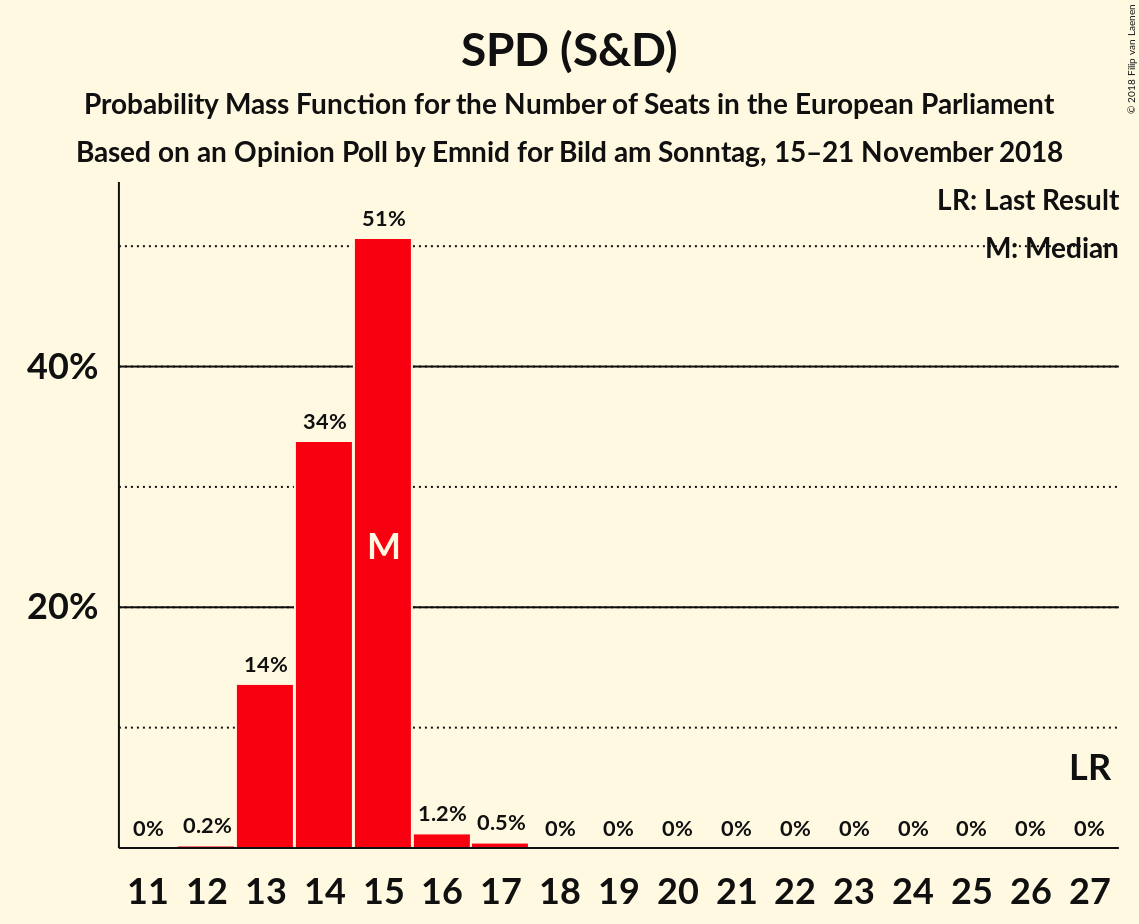 SPD (S&D)
Probability Mass Function for the Number of Seats in the European Parliament
Based on an Opinion Poll by Emnid for Bild am Sonntag, 15–21 November 2018
© 2018 Filip van Laenen
LR: Last Result
M: Median
51%
40%
34%
M
20%
14%
LR
0% 0.2% 1.2% 0.5% 0% 0% 0% 0% 0% 0% 0% 0% 0% 0%
11 12 13 14 15 16 17 18 19 20 21 22 23 24 25 26 27